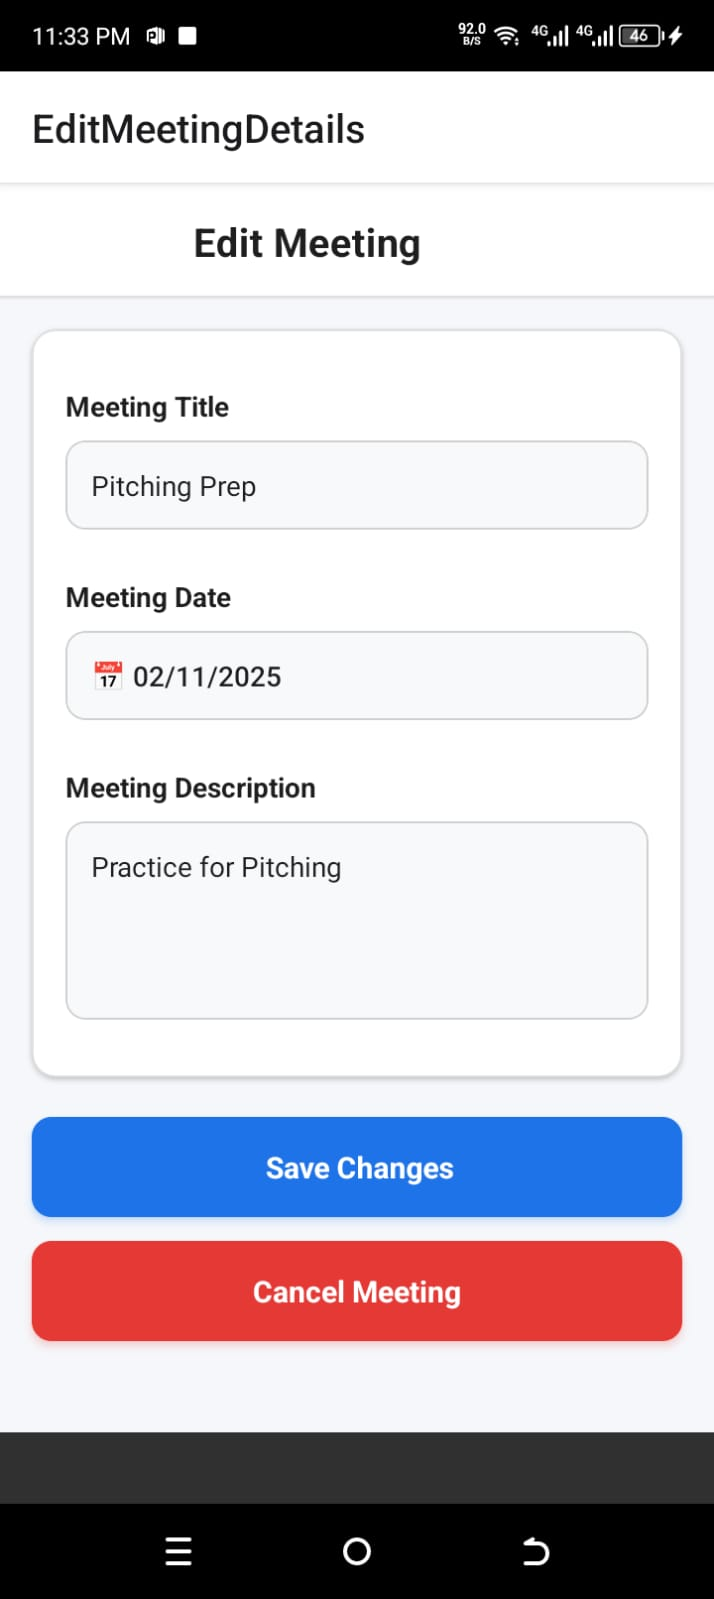 11:33 PM
92.0
B/S
4G
4G
46
EditMeetingDetails
Edit Meeting
Meeting Title
Pitching Prep
Meeting Date
July
17
02/11/2025
Meeting Description
Practice for Pitching
Save Changes
Cancel Meeting